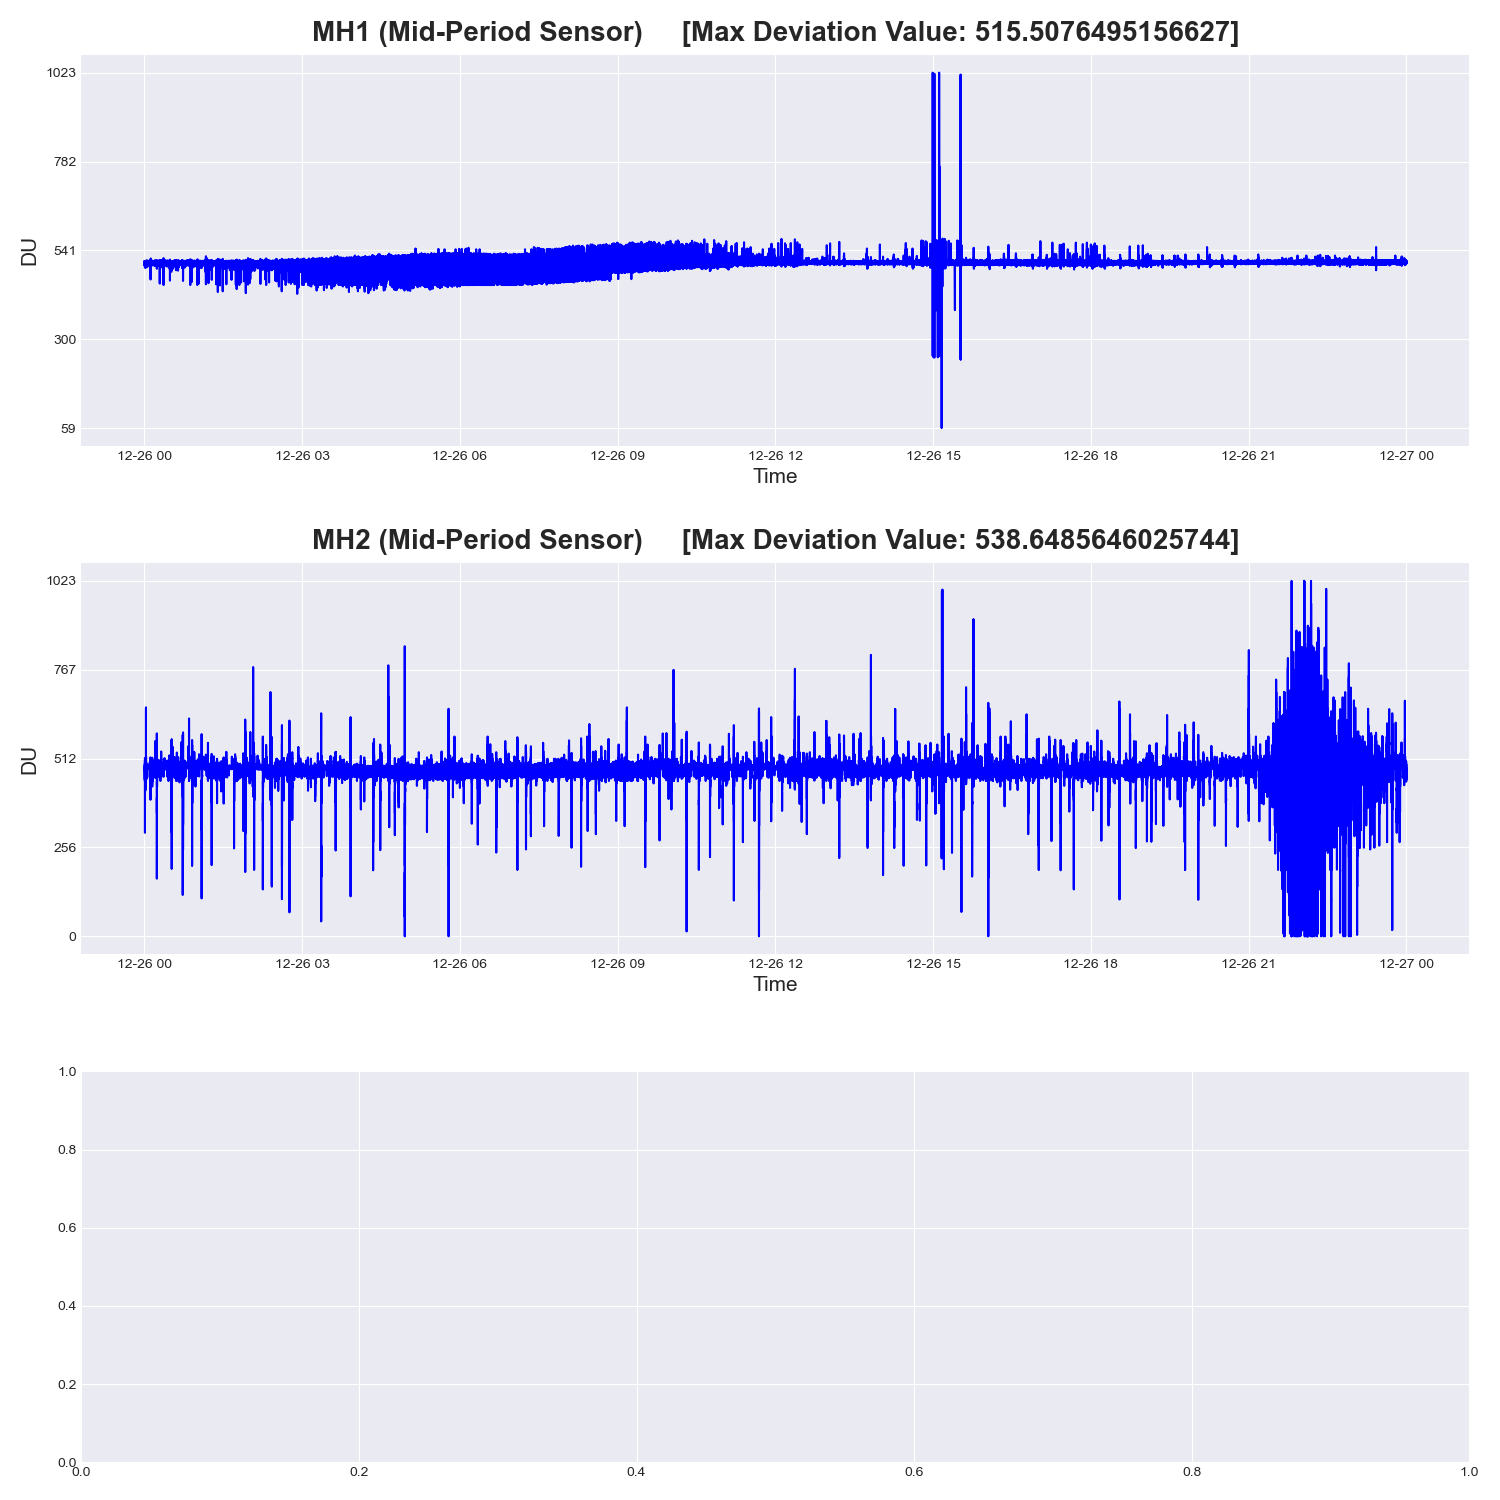 MH1 (Mid-Period Sensor) [Max Deviation Value: 515.5076495156627]
1023
782
541
300
59
DU
12-26 00 12-26 03 12-26 06 12-26 09 12-26 12 12-26 15 12-26 18 12-26 21 12-27 00
Time
MH2 (Mid-Period Sensor) [Max Deviation Value: 538.6485646025744]
1023
767
512
256
0
DU
12-26 00 12-26 03 12-26 06 12-26 09 12-26 12 12-26 15 12-26 18 12-26 21 12-27 00
Time
1.0
0.8
0.6
0.4
0.2
0.0
0.0 0.2 0.4 0.6 0.8 1.0